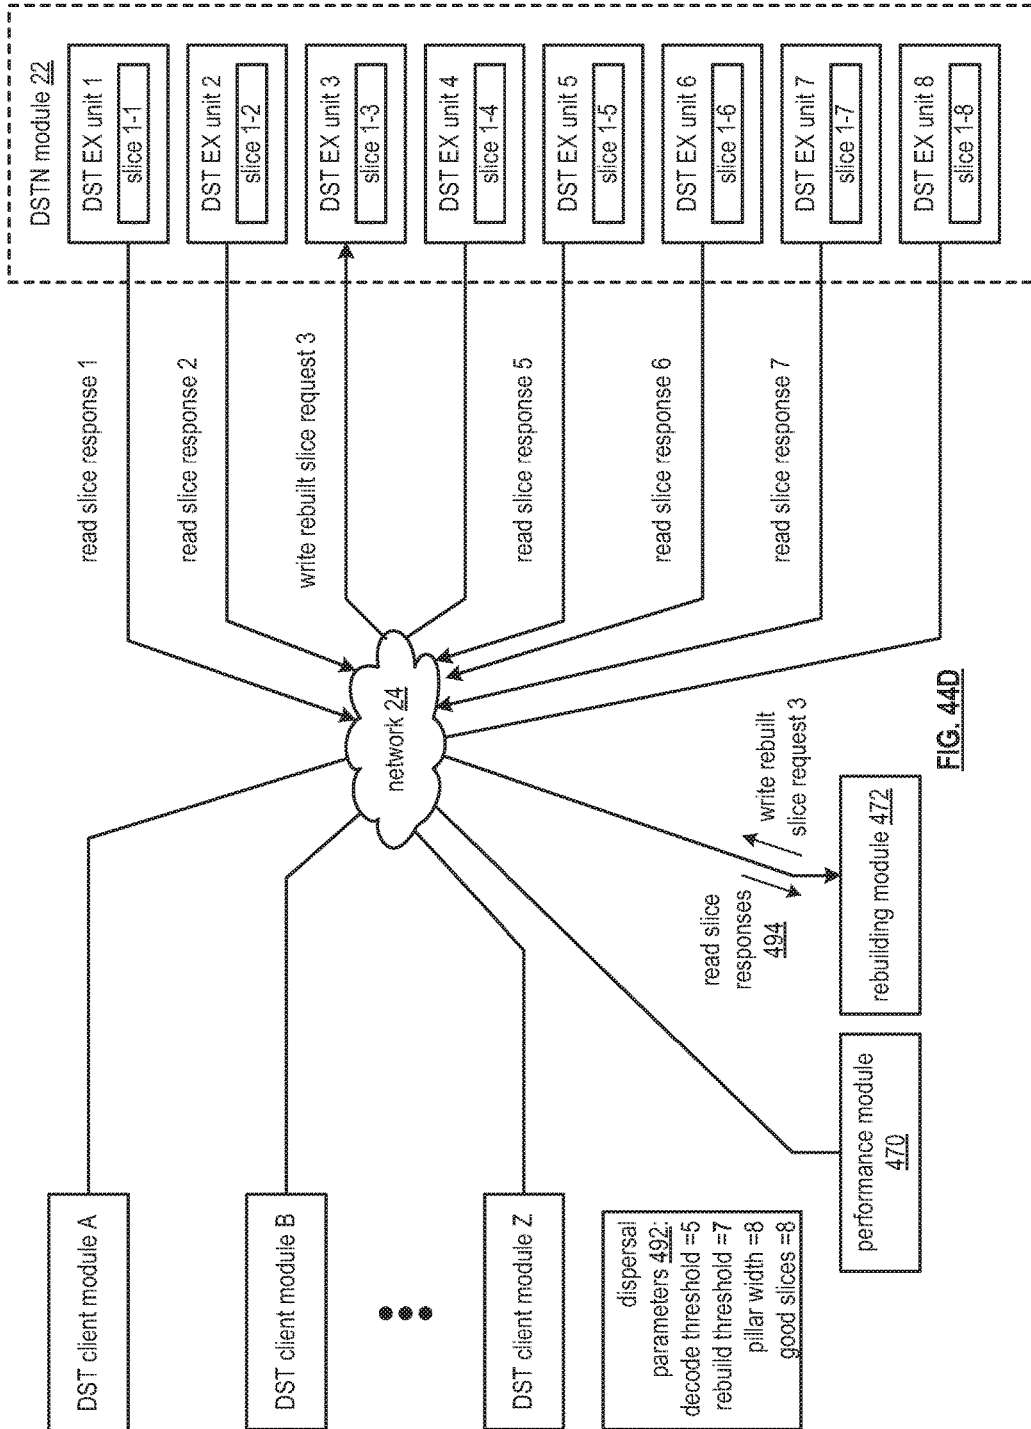 DSTN module 22
DST EX unit 1
slice 1-1
DST EX unit 2
slice 1-2
DST EX unit 3
slice 1-3
DST EX unit 4
slice 1-4
DST EX unit 5
slice 1-5
DST EX unit 6
slice 1-6
DST EX unit 7
slice 1-7
DST EX unit 8
slice 1-8
read slice response 1
read slice response 2
write rebuilt slice request 3
read slice response 5
read slice response 6
read slice response 7
network 24
DST client module A
DST client module B
DST client module Z
dispersal
parameters 492:
decode threshold =5
rebuild threshold =7
pillar width =8
good slices =8
performance module
470
rebuilding module 472
read slice
responses
494
write rebuilt
slice request 3
FIG. 44D